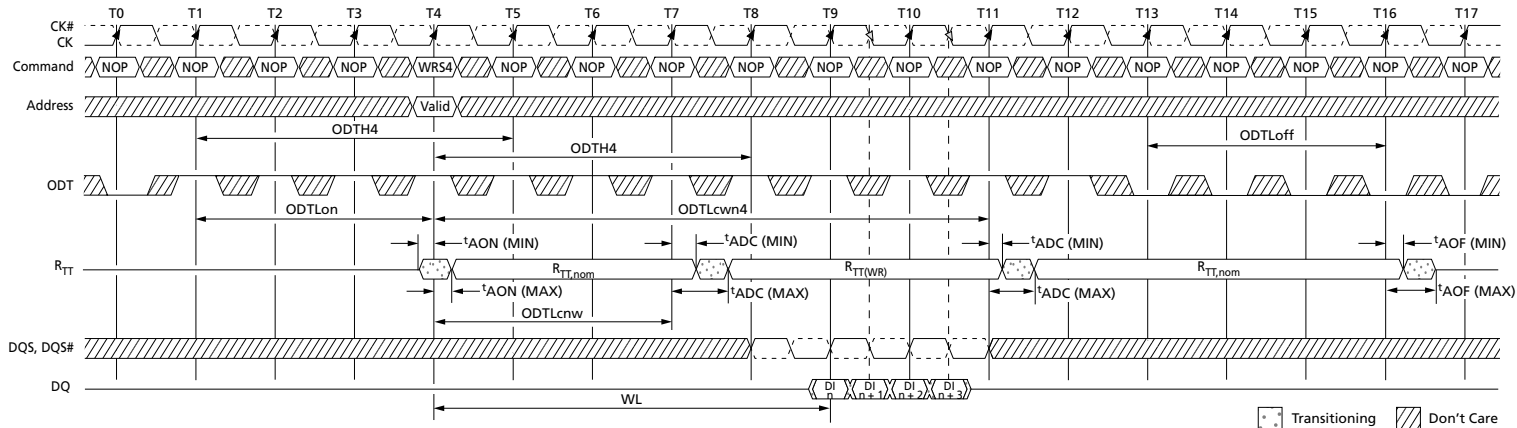 T0 T1 T2 T3 T4 T5 T6 T7 T8 T9 T10 T11 T12 T13 T14 T15 T16 T17
CK#
CK
Command NOP NOP NOP NOP WRS4 NOP NOP NOP NOP NOP NOP NOP NOP NOP NOP NOP NOP NOP
Address Valid
ODTH4 ODTLoff
ODTH4
ODT
ODTLon ODTLcwn4
tAON (MIN) tADC (MIN) tADC (MIN) tAOF (MIN)
RTT RTT,nom RTT(WR) RTT,nom
tAON (MAX) tADC (MAX) tADC (MAX) tAOF (MAX)
ODTLcnw
DQS, DQS#
DQ DI n DI n + 1 DI n + 2 DI n + 3
WL
Transitioning Don't Care